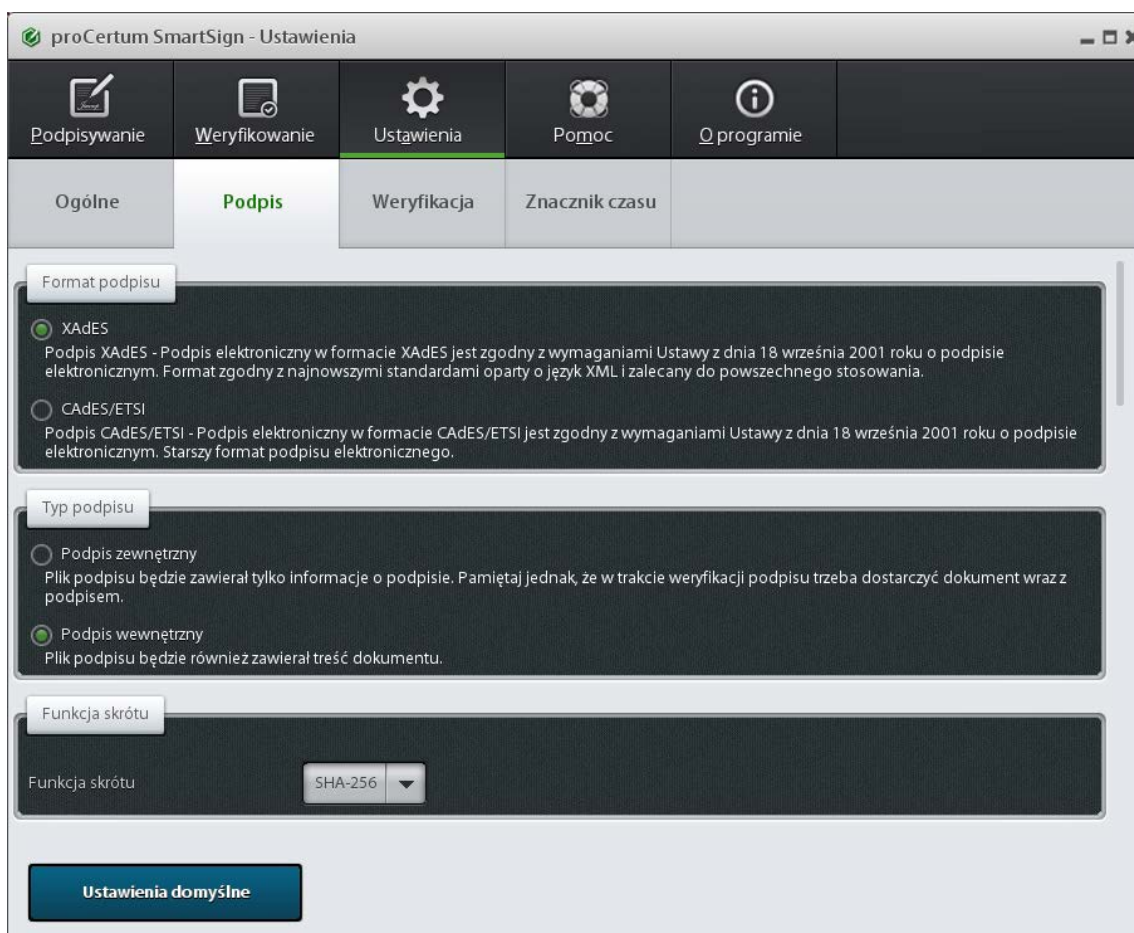 proCertum SmartSign - Ustawienia
Podpisywanie
Weryfikowanie
Ustawienia
Pomoc
O programie
Ogólne
Podpis
Weryfikacja
Znacznik czasu
Format podpisu
XAdES
Podpis XAdES - Podpis elektroniczny w formacie XAdES jest zgodny z wymaganiami Ustawy z dnia 18 września 2001 roku o podpisie
elektronicznym. Format zgodny z najnowszymi standardami oparty o język XML i zalecany do powszechnego stosowania.
CAdES/ETSI
Podpis CAdES/ETSI - Podpis elektroniczny w formacie CAdES/ETSI jest zgodny z wymaganiami Ustawy z dnia 18 września 2001 roku o podpisie
elektronicznym. Starszy format podpisu elektronicznego.
Typ podpisu
Podpis zewnętrzny
Plik podpisu będzie zawierał tylko informacje o podpisie. Pamiętaj jednak, że w trakcie weryfikacji podpisu trzeba dostarczyć dokument wraz z
podpisem.
Podpis wewnętrzny
Plik podpisu będzie również zawierał treść dokumentu.
Funkcja skrótu
Funkcja skrótu
SHA-256
Ustawienia domyślne